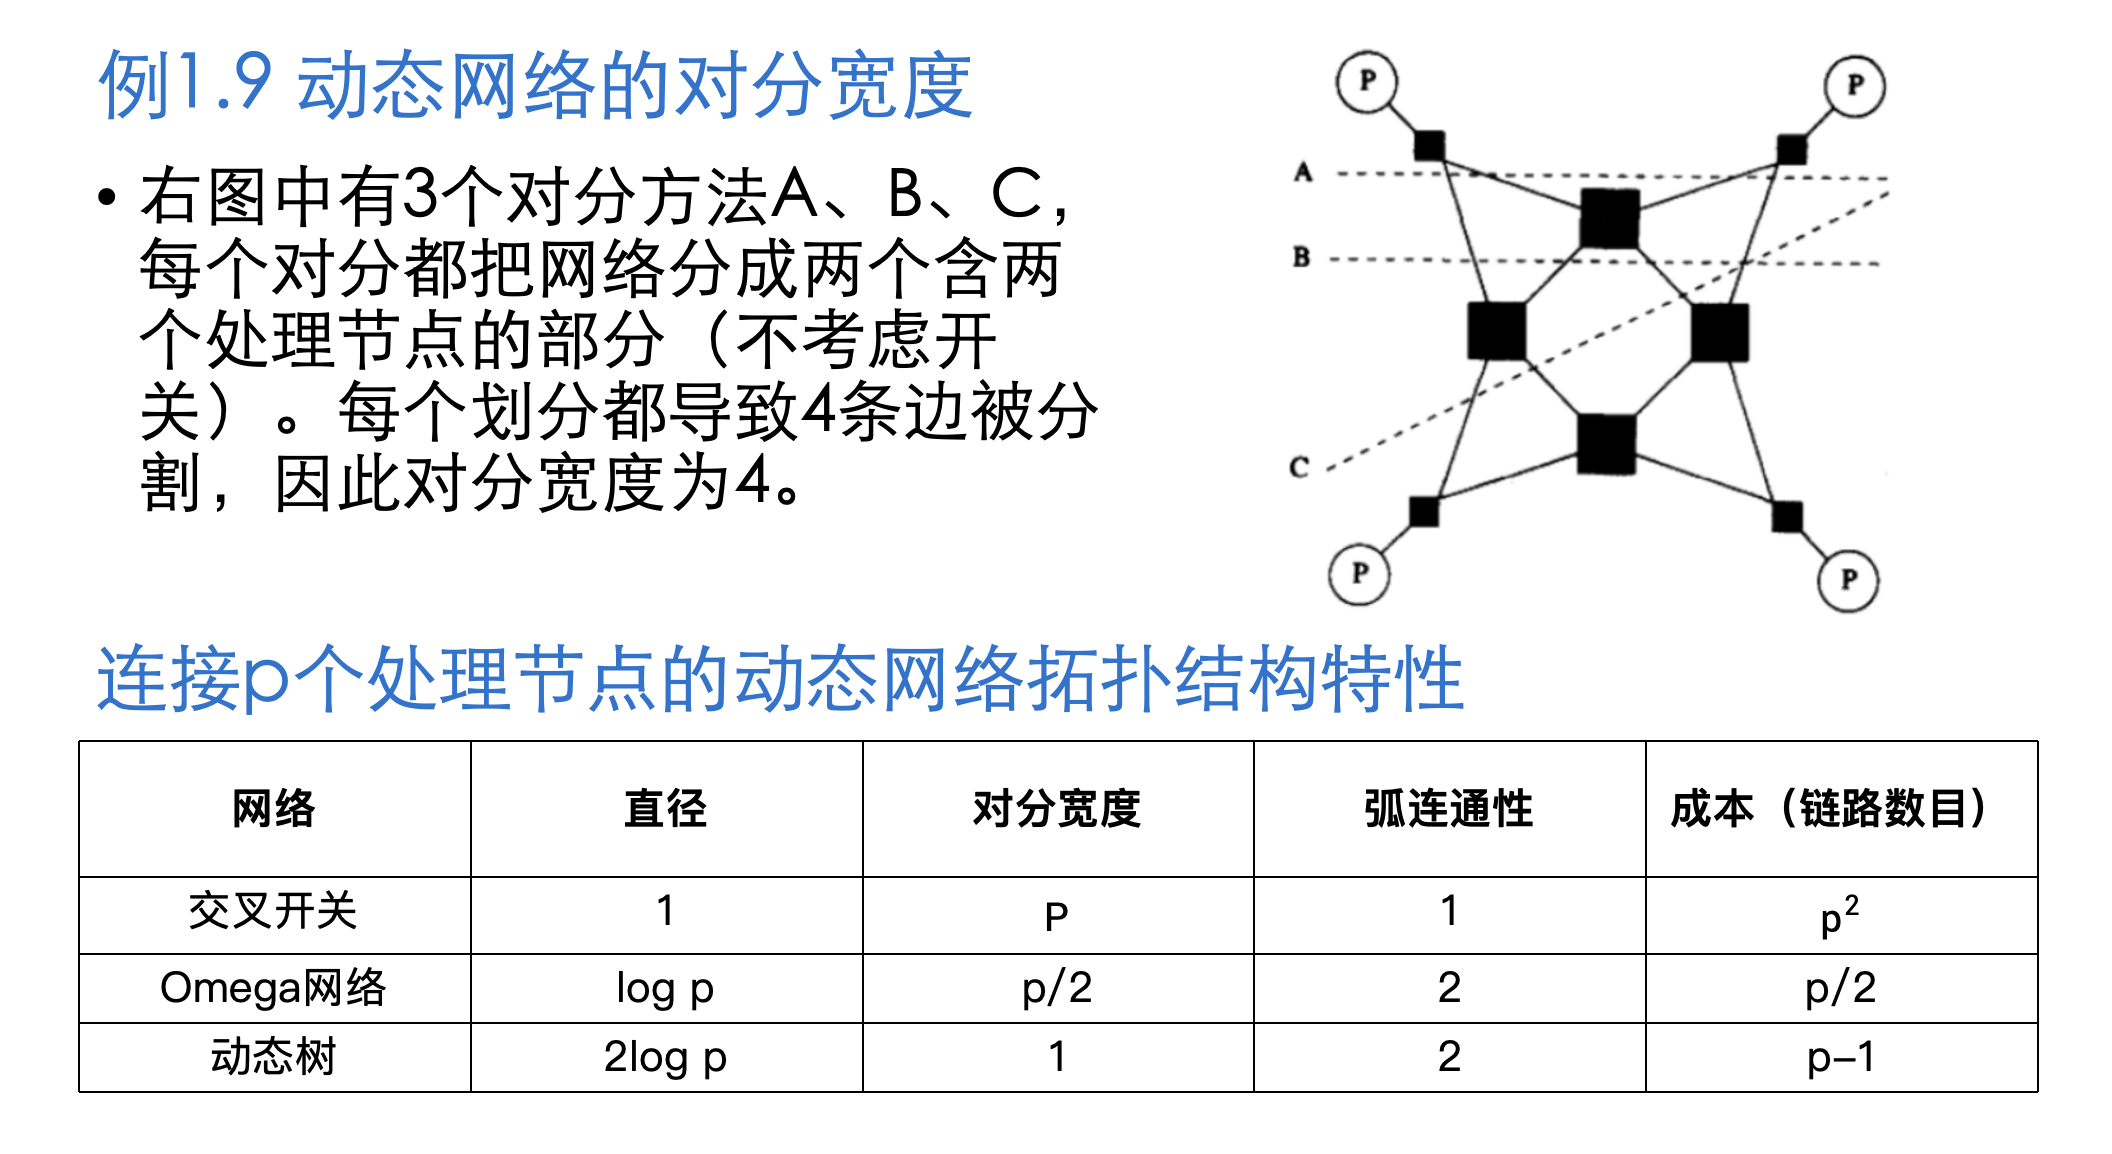 例1.9 动态网络的对分宽度
• 右图中有3个对分方法A、B、C，
每个对分都把网络分成两个含两
个处理节点的部分（不考虑开
关）。每个划分都导致4条边被分
割，因此对分宽度为4。
P
P
A
B
C
P
P
连接p个处理节点的动态网络拓扑结构特性
网络 直径 对分宽度 弧连通性 成本（链路数目）
交叉开关 1 P 1 p²
Omega网络 log p p/2 2 p/2
动态树 2log p 1 2 p–1